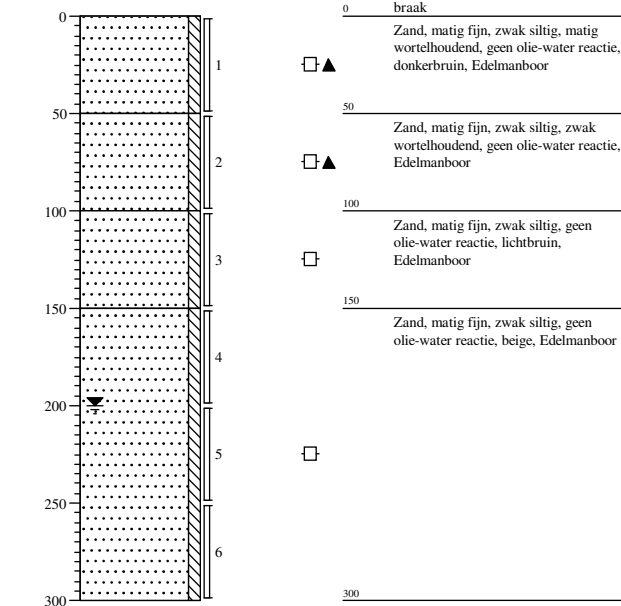 0
50
100
150
200
250
300
1
2
3
4
5
6
0 braak
Zand, matig fijn, zwak siltig, matig
wortelhoudend, geen olie-water reactie,
donkerbruin, Edelmanboor
50
Zand, matig fijn, zwak siltig, zwak
wortelhoudend, geen olie-water reactie,
Edelmanboor
100
Zand, matig fijn, zwak siltig, geen
olie-water reactie, lichtbruin,
Edelmanboor
150
Zand, matig fijn, zwak siltig, geen
olie-water reactie, beige, Edelmanboor
300